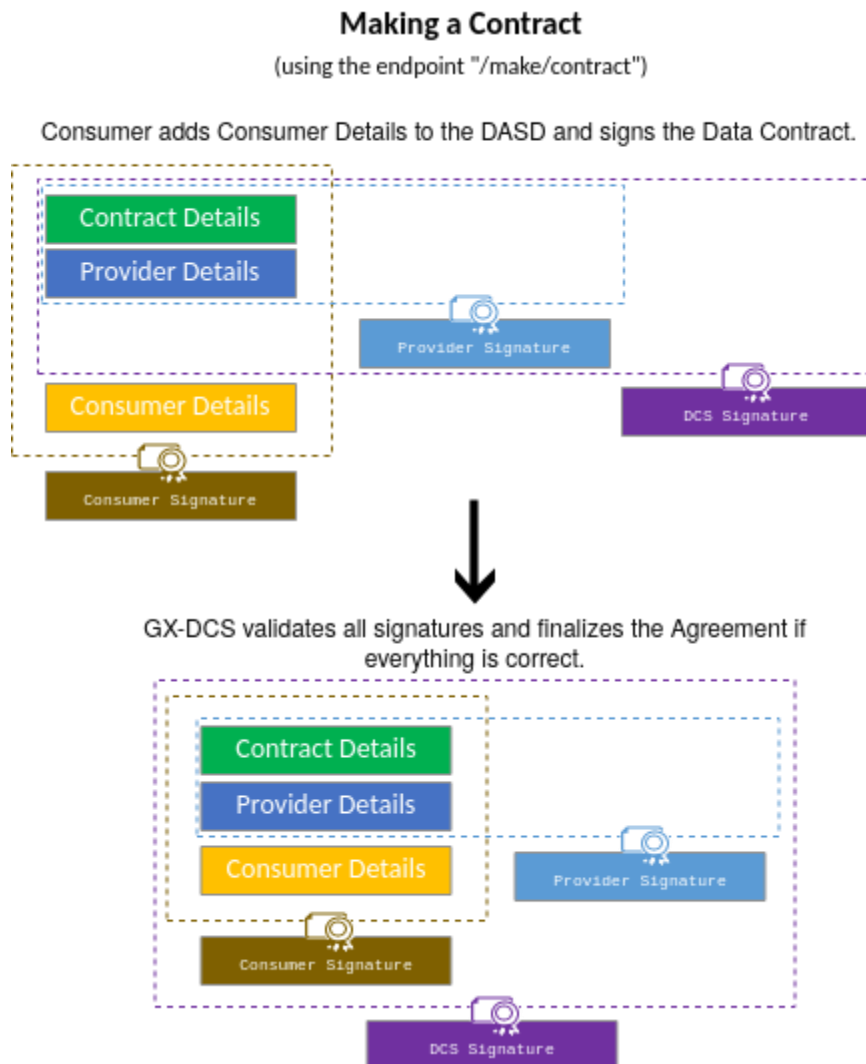 Making a Contract
(using the endpoint "/make/contract")
Consumer adds Consumer Details to the DASD and signs the Data Contract.
Contract Details
Provider Details
Provider Signature
Consumer Details
DCS Signature
Consumer Signature
GX-DCS validates all signatures and finalizes the Agreement if
everything is correct.
Contract Details
Provider Details
Consumer Details
Provider Signature
Consumer Signature
DCS Signature